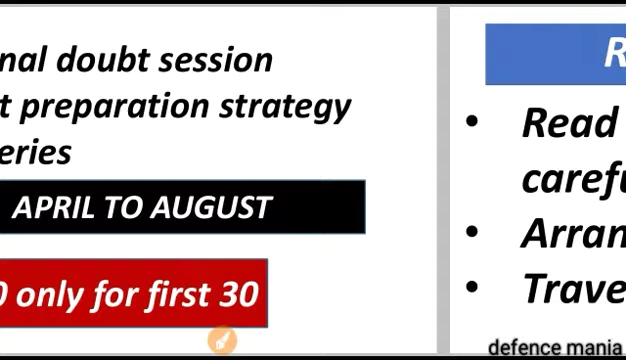 nal doubt session
t preparation strategy
eries
APRIL TO AUGUST
0 only for first 30
R
• Read
carefu
• Arran
• Trave
defence mania